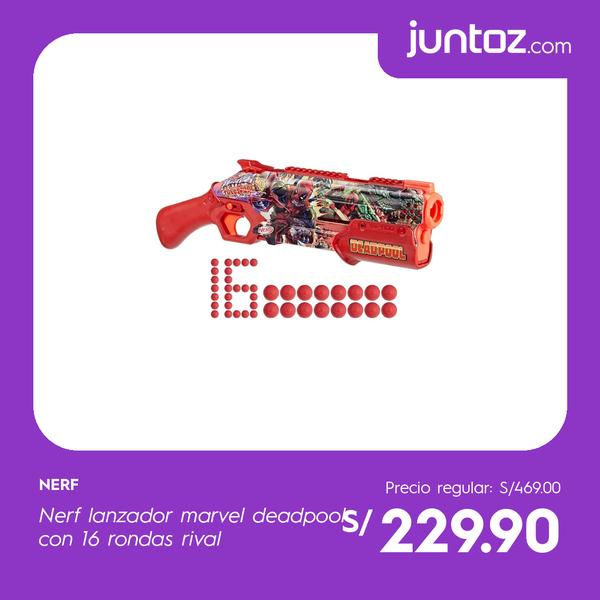 juntoz.com
DEADPOOL
16
NERF
Nerf lanzador marvel deadpool
con 16 rondas rival
Precio regular: S/469.00
S/ 229.90